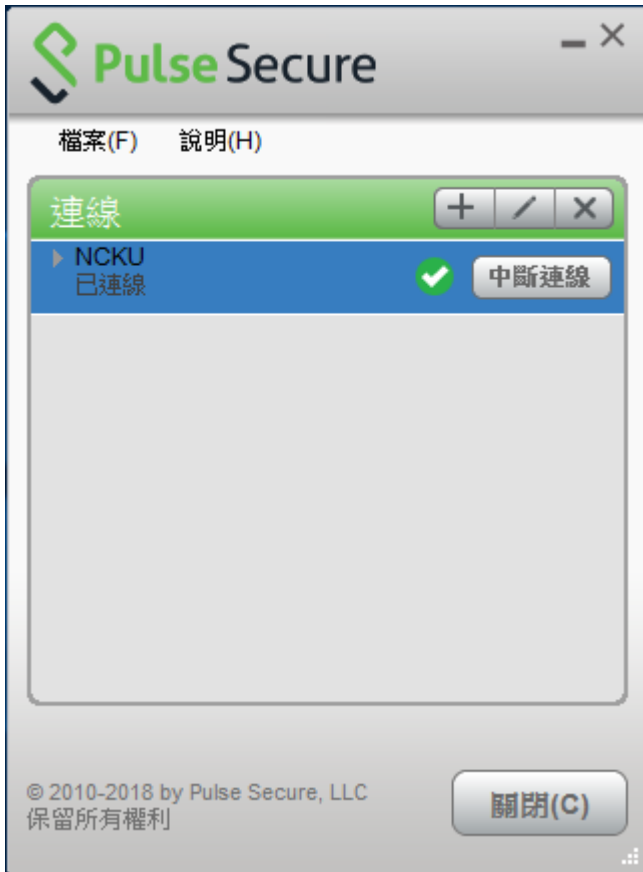 Pulse Secure
檔案(F) 說明(H)
連線
NCKU
已連線
中斷連線
© 2010-2018 by Pulse Secure, LLC
保留所有權利
關閉(C)